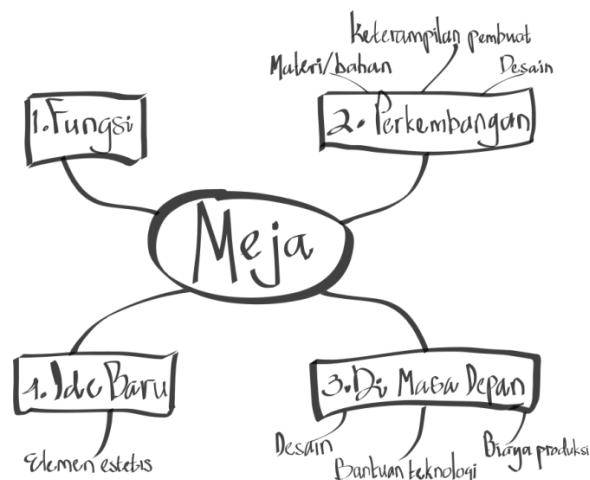 Keterampilan pembuat
Materi/bahan
Desain
1. Fungsi
2. Perkembangan
Meja
4. Ide Baru
3. Di Masa Depan
Elemen estetis
Desain
Bantuan teknologi
Biaya produksi